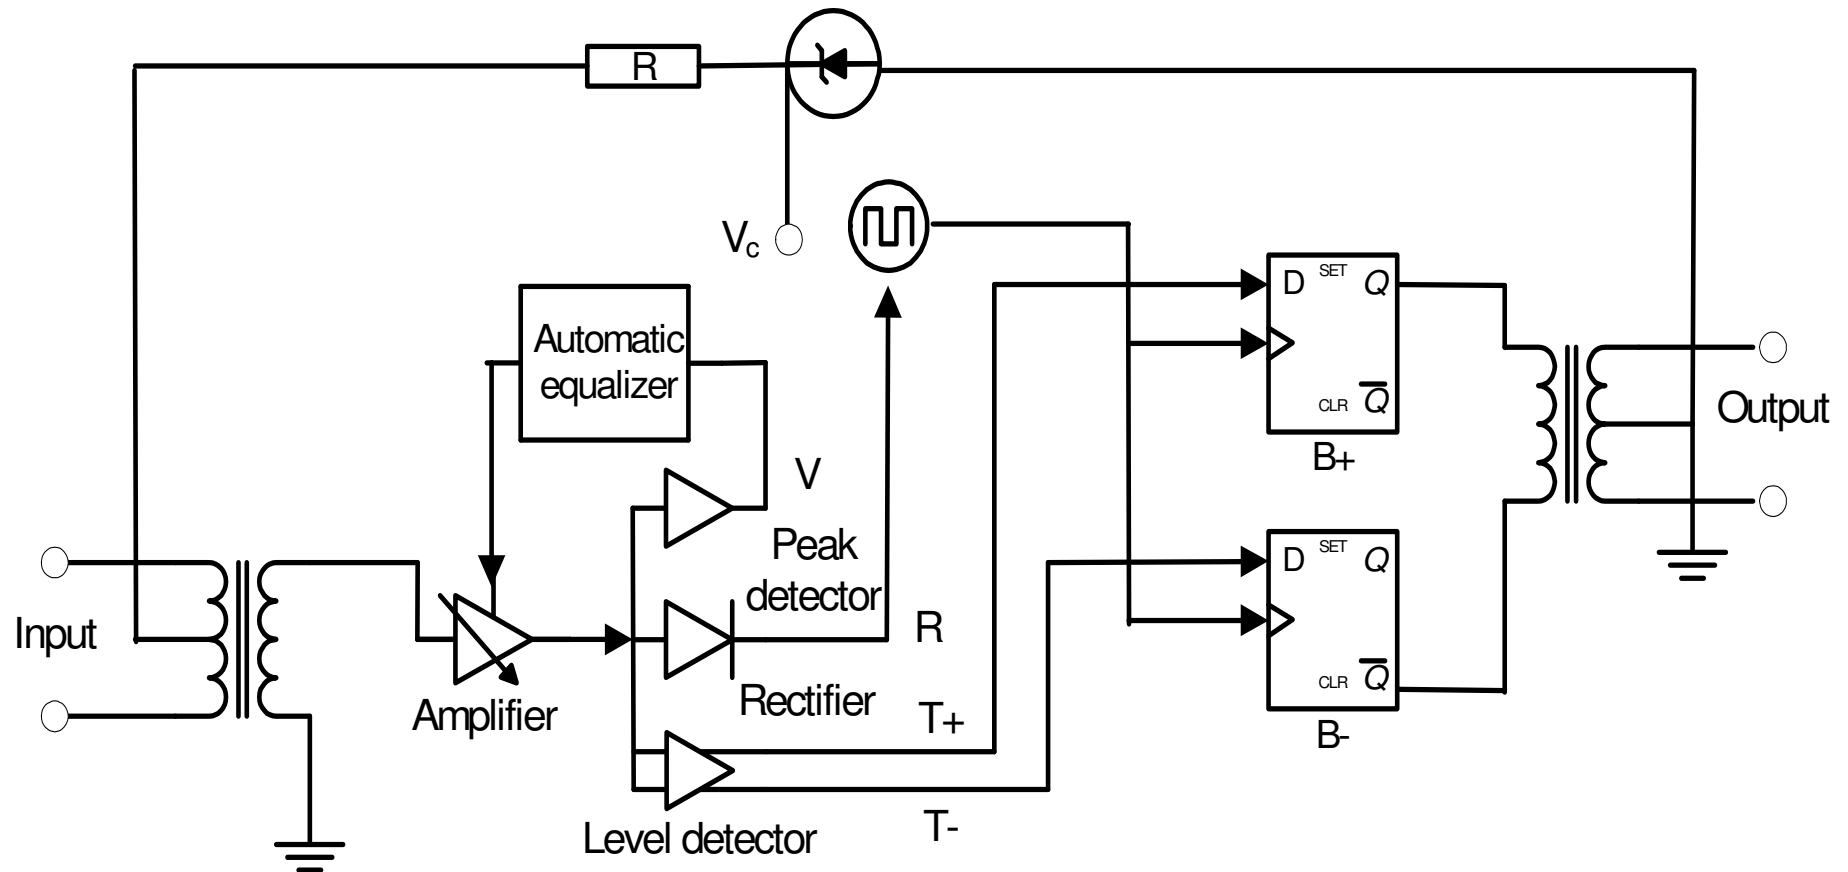 R
Vc
D SET Q
CLR Q̅
B+
Automatic
equalizer
V
Peak
detector
Output
Input
R
D SET Q
CLR Q̅
B-
Amplifier
Rectifier
T+
Level detector
T-